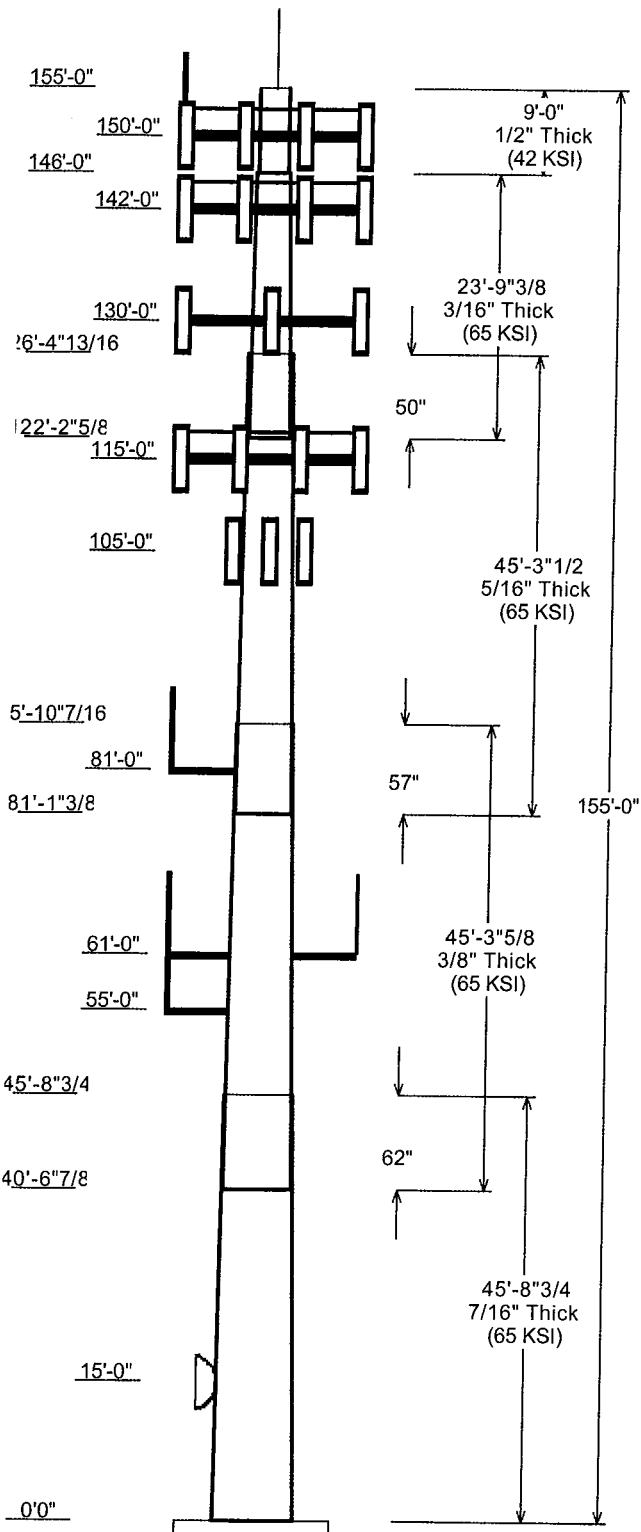 155'-0"
150'-0"
146'-0"
142'-0"
130'-0"
26'-4"13/16
122'-2"5/8
115'-0"
105'-0"
5'-10"7/16
81'-0"
81'-1"3/8
61'-0"
55'-0"
45'-8"3/4
40'-6"7/8
15'-0"
0'0"
9'-0"
1/2" Thick
(42 KSI)
23'-9"3/8
3/16" Thick
(65 KSI)
50"
45'-3"1/2
5/16" Thick
(65 KSI)
57"
155'-0"
45'-3"5/8
3/8" Thick
(65 KSI)
62"
45'-8"3/4
7/16" Thick
(65 KSI)